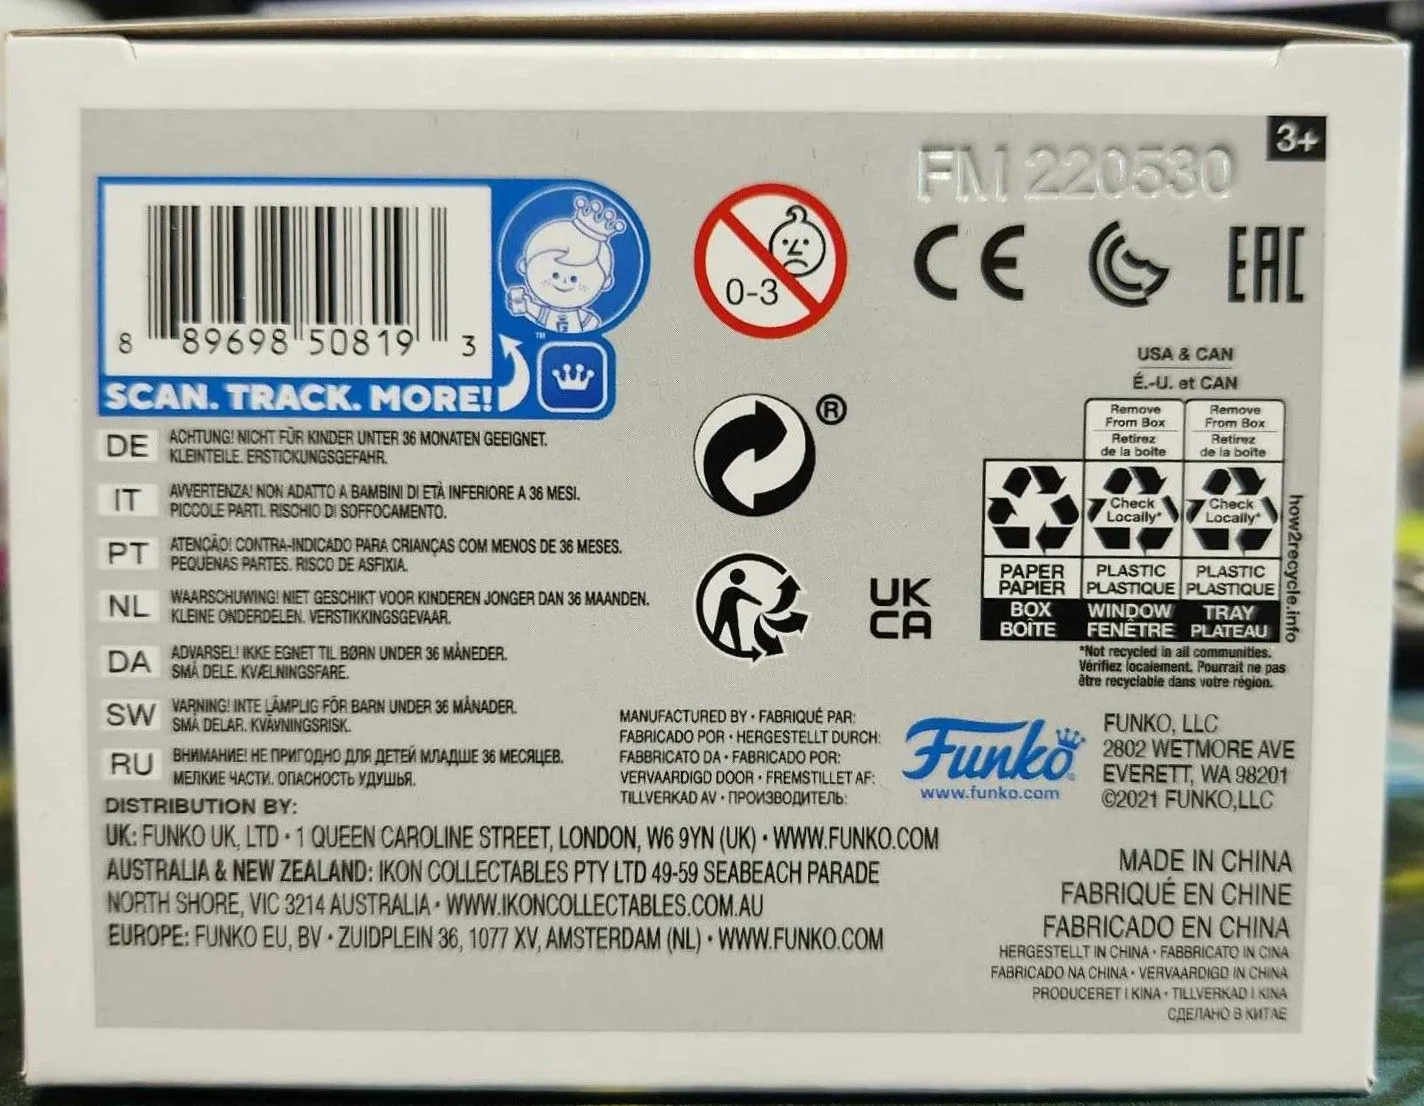 3+
FM 220530
8 89698 50819 3
™
SCAN. TRACK. MORE!
0-3
CE
EAC
USA & CAN
É.-U. et CAN
Remove From Box
Retirez de la boîte
Remove From Box
Retirez de la boîte
®
Check Locally*
Check Locally*
PAPER
PAPIER
PLASTIC
PLASTIQUE
PLASTIC
PLASTIQUE
BOX
BOÎTE
WINDOW
FENÊTRE
TRAY
PLATEAU
how2recycle.info
*Not recycled in all communities.
Vérifiez localement. Pourrait ne pas
être recyclable dans votre région.
UK
CA
DE ACHTUNG! NICHT FÜR KINDER UNTER 36 MONATEN GEEIGNET.
KLEINTEILE. ERSTICKUNGSGEFAHR.
IT AVVERTENZA! NON ADATTO A BAMBINI DI ETÀ INFERIORE A 36 MESI.
PICCOLE PARTI. RISCHIO DI SOFFOCAMENTO.
PT ATENÇÃO! CONTRA-INDICADO PARA CRIANÇAS COM MENOS DE 36 MESES.
PEQUENAS PARTES. RISCO DE ASFIXIA.
NL WAARSCHUWING! NIET GESCHIKT VOOR KINDEREN JONGER DAN 36 MAANDEN.
KLEINE ONDERDELEN. VERSTIKKINGSGEVAAR.
DA ADVARSEL! IKKE EGNET TIL BØRN UNDER 36 MÅNEDER.
SMÅ DELE. KVÆLNINGSFARE.
SW VARNING! INTE LÄMPLIG FÖR BARN UNDER 36 MÅNADER.
SMÅ DELAR. KVÄVNINGSRISK.
RU ВНИМАНИЕ! НЕ ПРИГОДНО ДЛЯ ДЕТЕЙ МЛАДШЕ 36 МЕСЯЦЕВ.
МЕЛКИЕ ЧАСТИ. ОПАСНОСТЬ УДУШЬЯ.
MANUFACTURED BY • FABRIQUÉ PAR:
FABRICADO POR • HERGESTELLT DURCH:
FABBRICATO DA • FABRICADO POR:
VERVAARDIGD DOOR • FREMSTILLET AF:
TILLVERKAD AV • ПРОИЗВОДИТЕЛЬ:
Funko
www.funko.com
FUNKO, LLC
2802 WETMORE AVE
EVERETT, WA 98201
©2021 FUNKO,LLC
DISTRIBUTION BY:
UK: FUNKO UK, LTD • 1 QUEEN CAROLINE STREET, LONDON, W6 9YN (UK) • WWW.FUNKO.COM
AUSTRALIA & NEW ZEALAND: IKON COLLECTABLES PTY LTD 49-59 SEABEACH PARADE
NORTH SHORE, VIC 3214 AUSTRALIA • WWW.IKONCOLLECTABLES.COM.AU
EUROPE: FUNKO EU, BV • ZUIDPLEIN 36, 1077 XV, AMSTERDAM (NL) • WWW.FUNKO.COM
MADE IN CHINA
FABRIQUÉ EN CHINE
FABRICADO EN CHINA
HERGESTELLT IN CHINA • FABBRICATO IN CINA
FABRICADO NA CHINA • VERVAARDIGD IN CHINA
PRODUCERET I KINA • TILLVERKAD I KINA
СДЕЛАНО В КИТАЕ